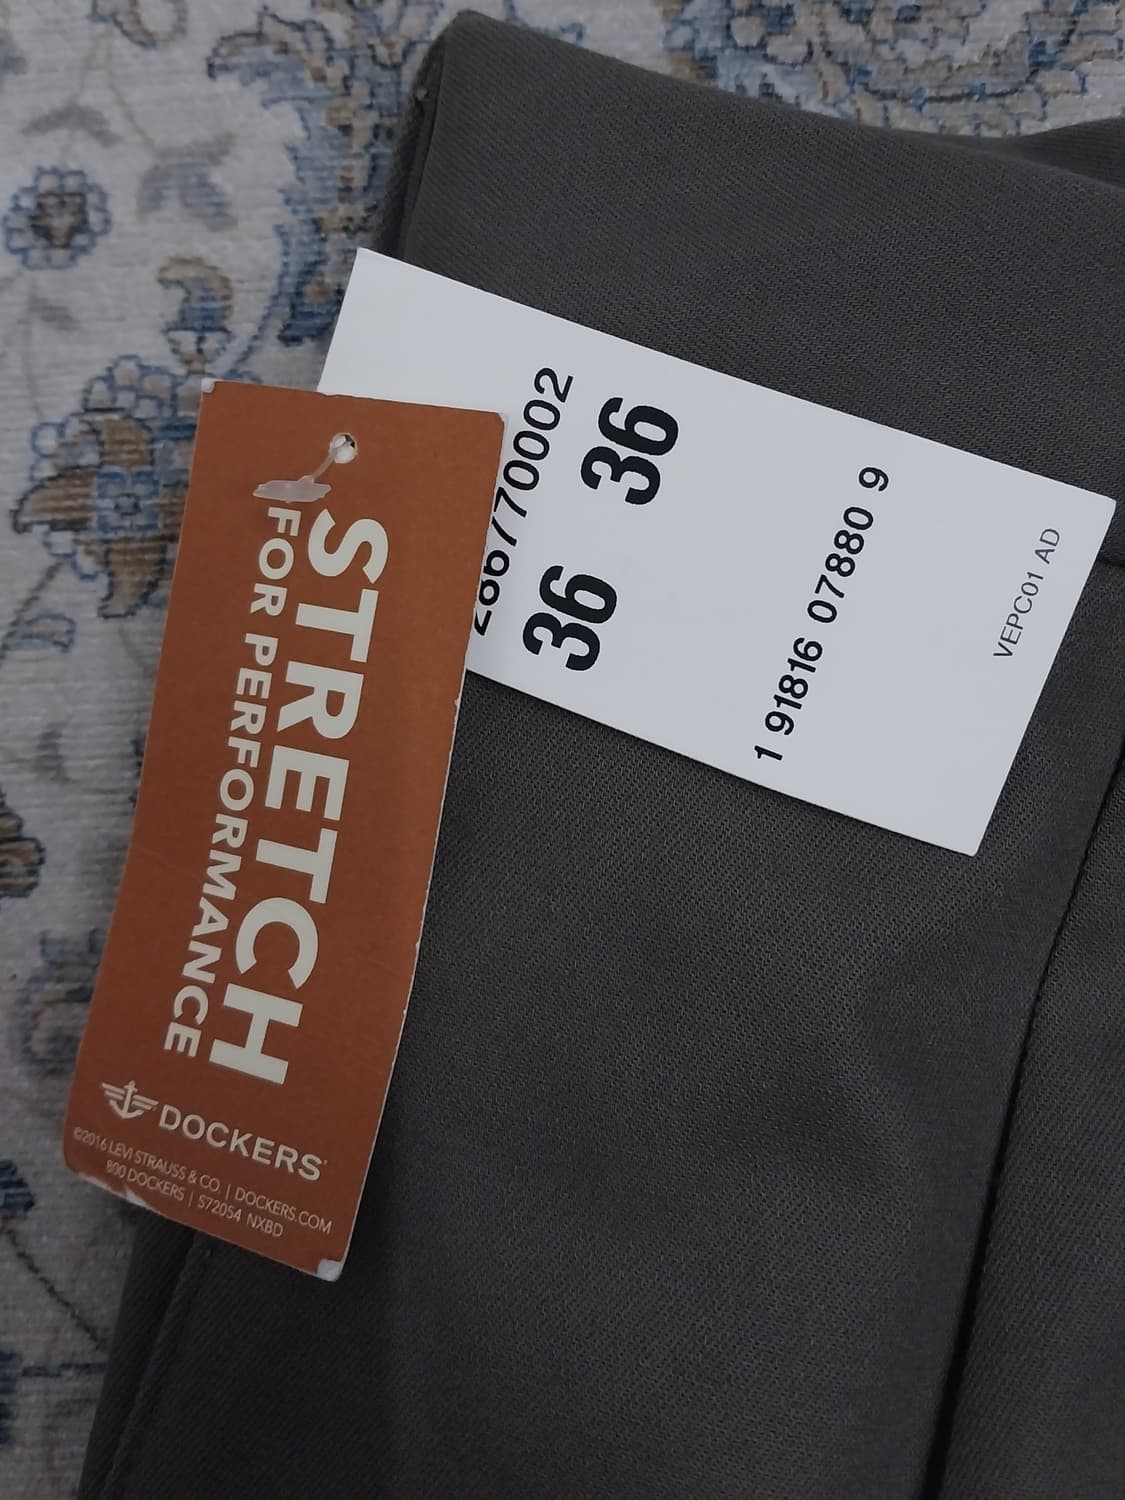 STRETCH
FOR PERFORMANCE
DOCKERS
©2016 LEVI STRAUSS & CO. | DOCKERS.COM
800 DOCKERS | S72054 NXBD
286770002
36 36
1 91816 07880 9
VEPC01 AD